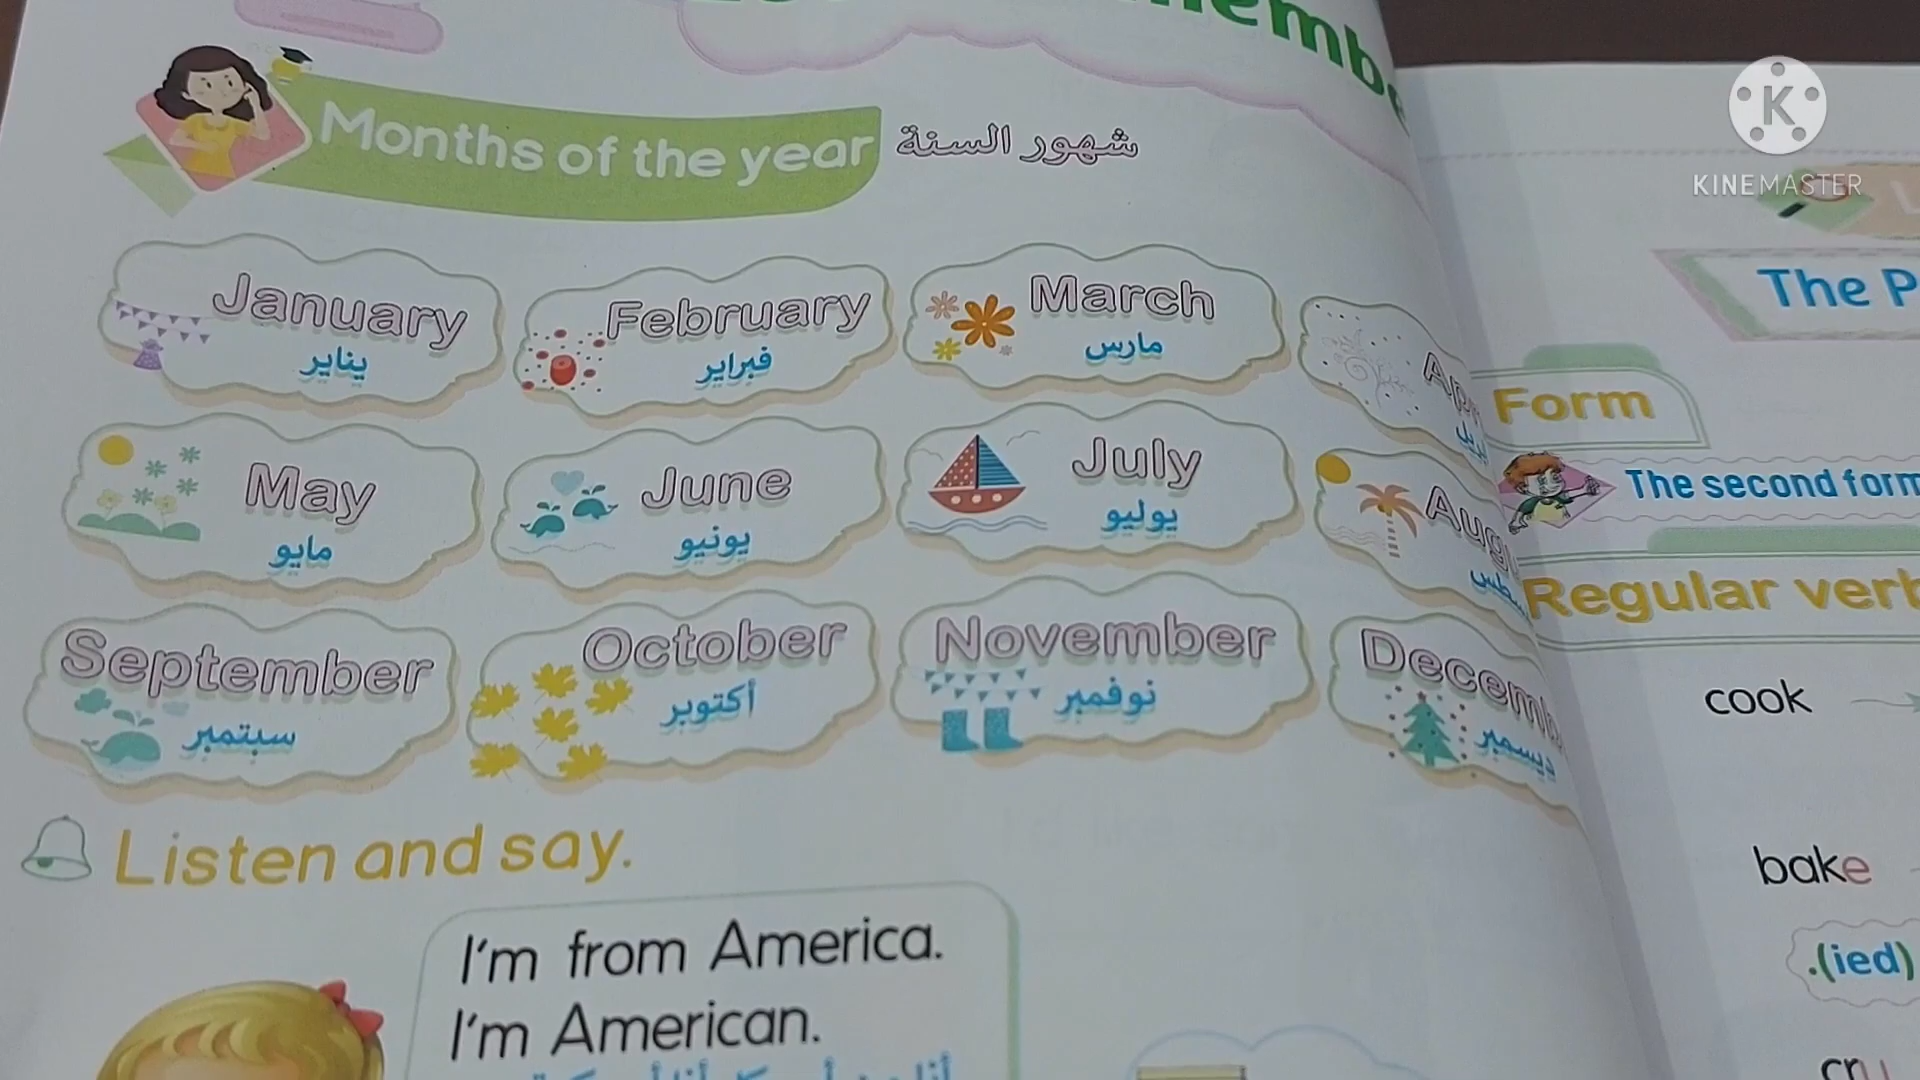 Months of the year شهور السنة
KINEMASTER
January
يناير
February
فبراير
March
مارس
May
مايو
June
يونيو
July
يوليو
September
سبتمبر
October
أكتوبر
November
نوفمبر
ديسمبر
Listen and say.
I'm from America.
I'm American.
The
Form
The second form
Regular
cook
bake
.(ied)